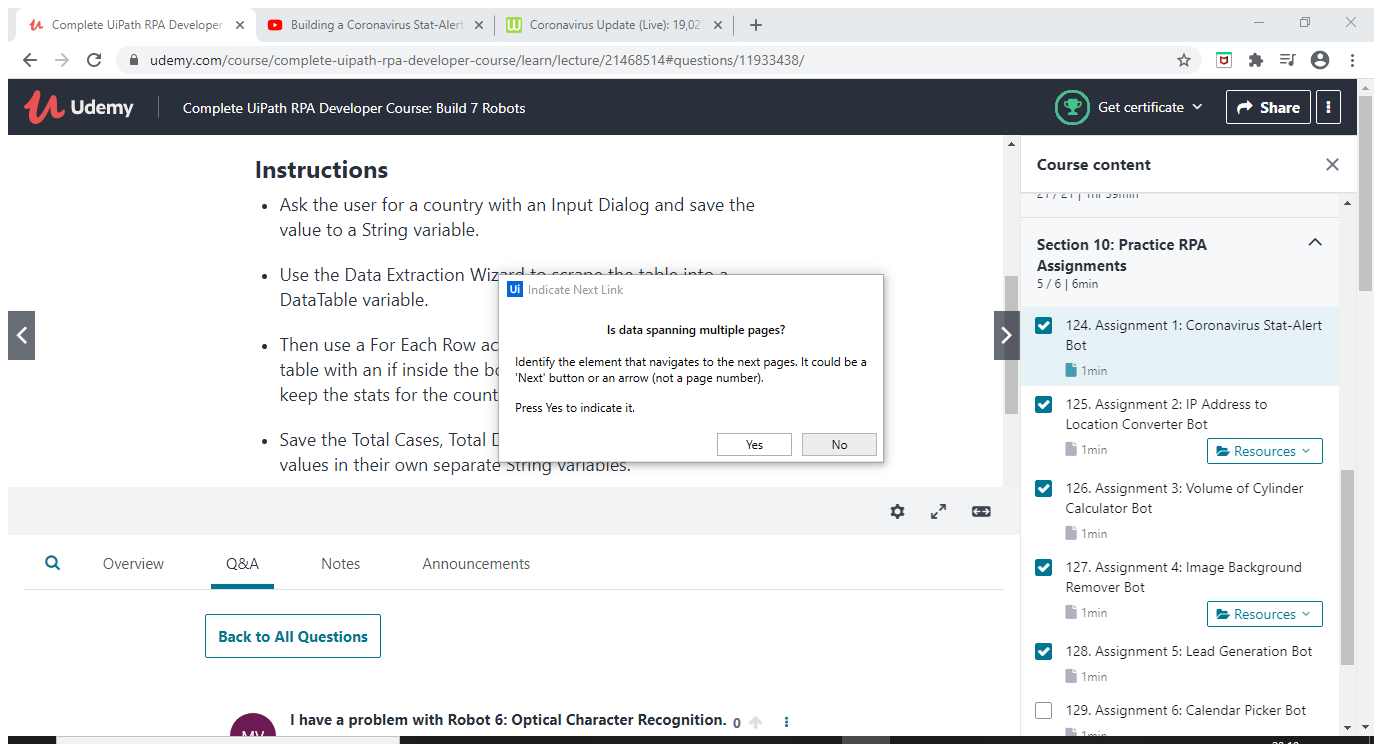 Complete UiPath RPA Developer
Building a Coronavirus Stat-Alert
Coronavirus Update (Live): 19,027
udemy.com/course/complete-uipath-rpa-developer-course/learn/lecture/21468514#questions/11933438/
Udemy
Complete UiPath RPA Developer Course: Build 7 Robots
Get certificate
Share
Instructions
Ask the user for a country with an Input Dialog and save the
value to a String variable.
Use the Data Extraction Wizard to scrape the table into a
DataTable variable.
Then use a For Each Row ac
table with an if inside the bo
keep the stats for the count
Save the Total Cases, Total D
values in their own separate String variables.
Ui Indicate Next Link
Is data spanning multiple pages?
Identify the element that navigates to the next pages. It could be a
'Next' button or an arrow (not a page number).
Press Yes to indicate it.
Yes
No
Overview
Q&A
Notes
Announcements
Back to All Questions
MV
I have a problem with Robot 6: Optical Character Recognition. 0
Course content
21 / 21 | 1hr 39min
Section 10: Practice RPA
Assignments
5 / 6 | 6min
124. Assignment 1: Coronavirus Stat-Alert
Bot
1min
125. Assignment 2: IP Address to
Location Converter Bot
1min
Resources
126. Assignment 3: Volume of Cylinder
Calculator Bot
1min
127. Assignment 4: Image Background
Remover Bot
1min
Resources
128. Assignment 5: Lead Generation Bot
1min
129. Assignment 6: Calendar Picker Bot
1min